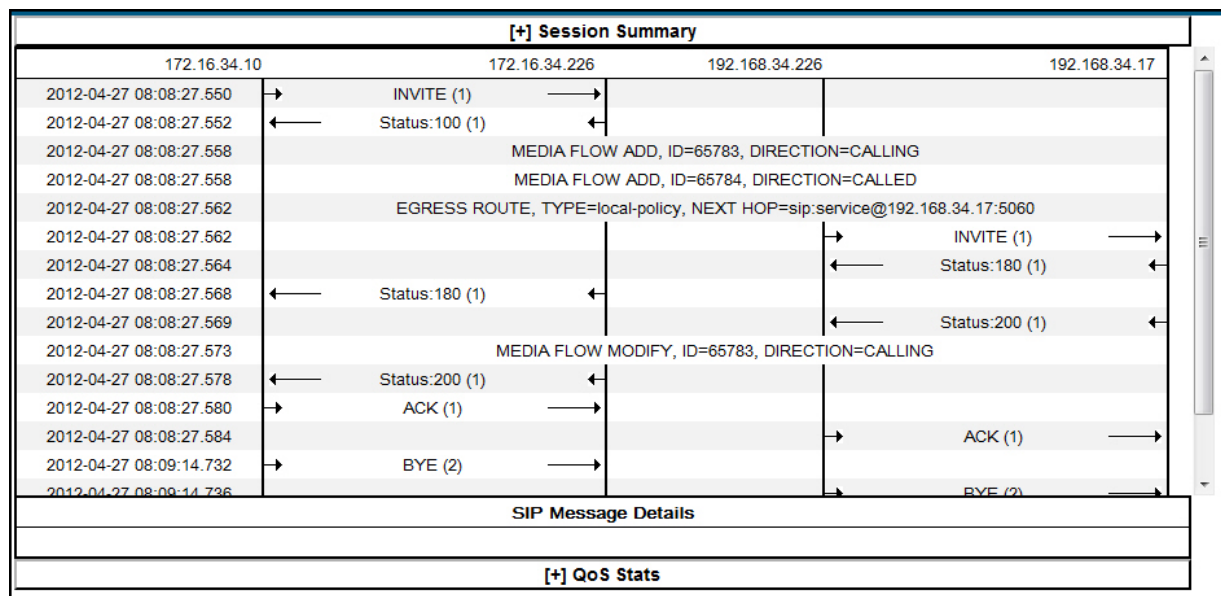 [+] Session Summary
172.16.34.10 172.16.34.226 192.168.34.226 192.168.34.17
2012-04-27 08:08:27.550 INVITE (1)
2012-04-27 08:08:27.552 Status:100 (1)
2012-04-27 08:08:27.558 MEDIA FLOW ADD, ID=65783, DIRECTION=CALLING
2012-04-27 08:08:27.558 MEDIA FLOW ADD, ID=65784, DIRECTION=CALLED
2012-04-27 08:08:27.562 EGRESS ROUTE, TYPE=local-policy, NEXT HOP=sip:service@192.168.34.17:5060
2012-04-27 08:08:27.562 INVITE (1)
2012-04-27 08:08:27.564 Status:180 (1)
2012-04-27 08:08:27.568 Status:180 (1)
2012-04-27 08:08:27.569 Status:200 (1)
2012-04-27 08:08:27.573 MEDIA FLOW MODIFY, ID=65783, DIRECTION=CALLING
2012-04-27 08:08:27.578 Status:200 (1)
2012-04-27 08:08:27.580 ACK (1)
2012-04-27 08:08:27.584 ACK (1)
2012-04-27 08:09:14.732 BYE (2)
2012-04-27 08:09:14.736 BYE (2)
SIP Message Details
[+] QoS Stats